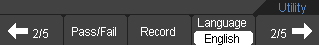 Utility
2/5
Pass/Fail
Record
Language
English
2/5